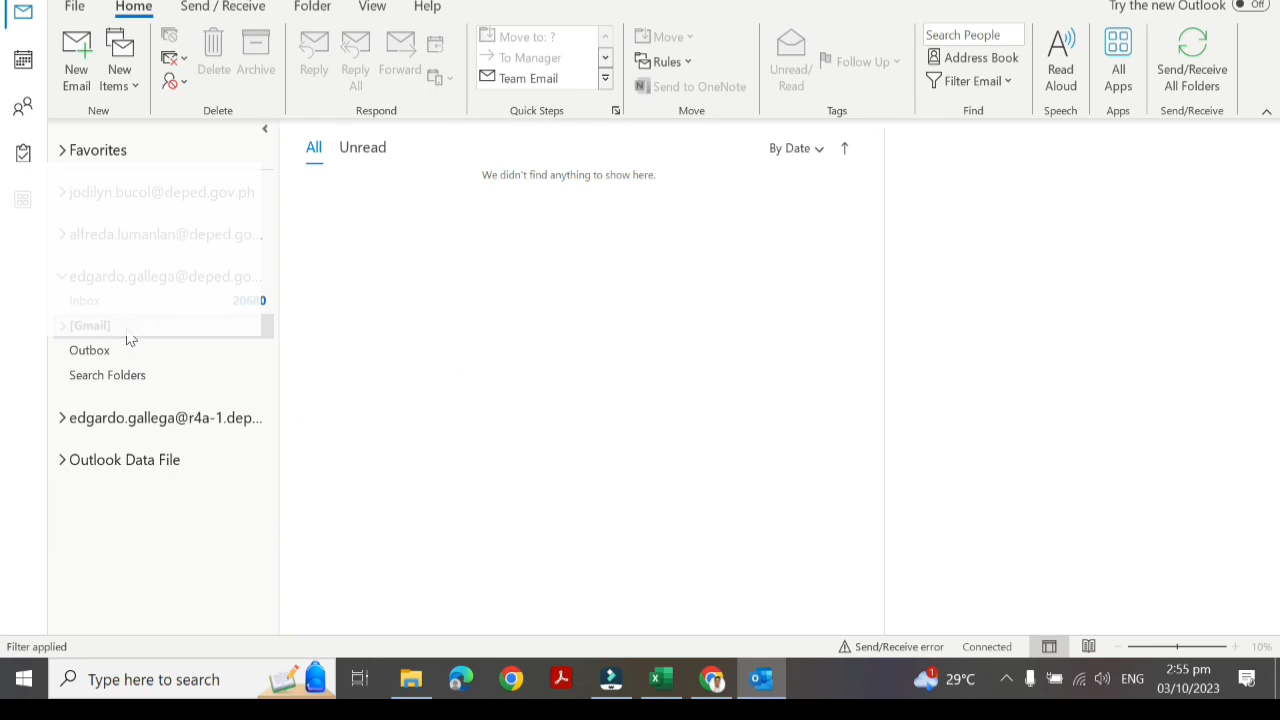 File Home Send / Receive Folder View Help Try the new Outlook Off
New Email
New Items
Delete
Archive
Reply
Reply All
Forward
Move to: ?
To Manager
Team Email
Move
Rules
Send to OneNote
Unread/ Read
Follow Up
Search People
Address Book
Filter Email
Read Aloud
All Apps
Send/Receive All Folders
New Delete Respond Quick Steps Move Tags Find Speech Apps Send/Receive
Favorites
jodilyn.bucol@deped.gov.ph
alfreda.lumanlan@deped.go...
edgardo.gallega@deped.go...
Inbox 20680
[Gmail]
Outbox
Search Folders
edgardo.gallega@r4a-1.dep...
Outlook Data File
All Unread By Date
We didn't find anything to show here.
Filter applied Send/Receive error Connected 10%
Type here to search 1 29°C ENG 2:55 pm
03/10/2023